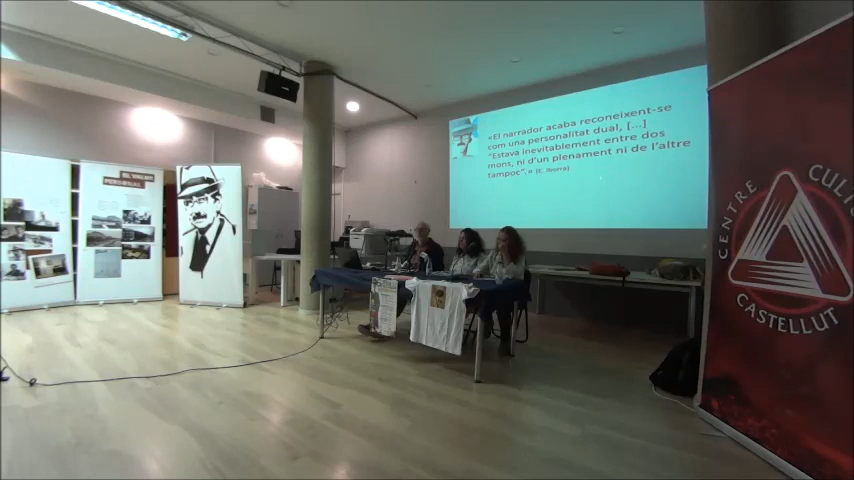 «El narrador acaba reconeixent-se
com una personalitat dual, [...]
"Estava inevitablement entre dos
mons, ni d'un plenament ni de l'altre
tampoc".» (E. Iborra)
EL VALOR
PERSONAL
CENTRE
CASTELLUT